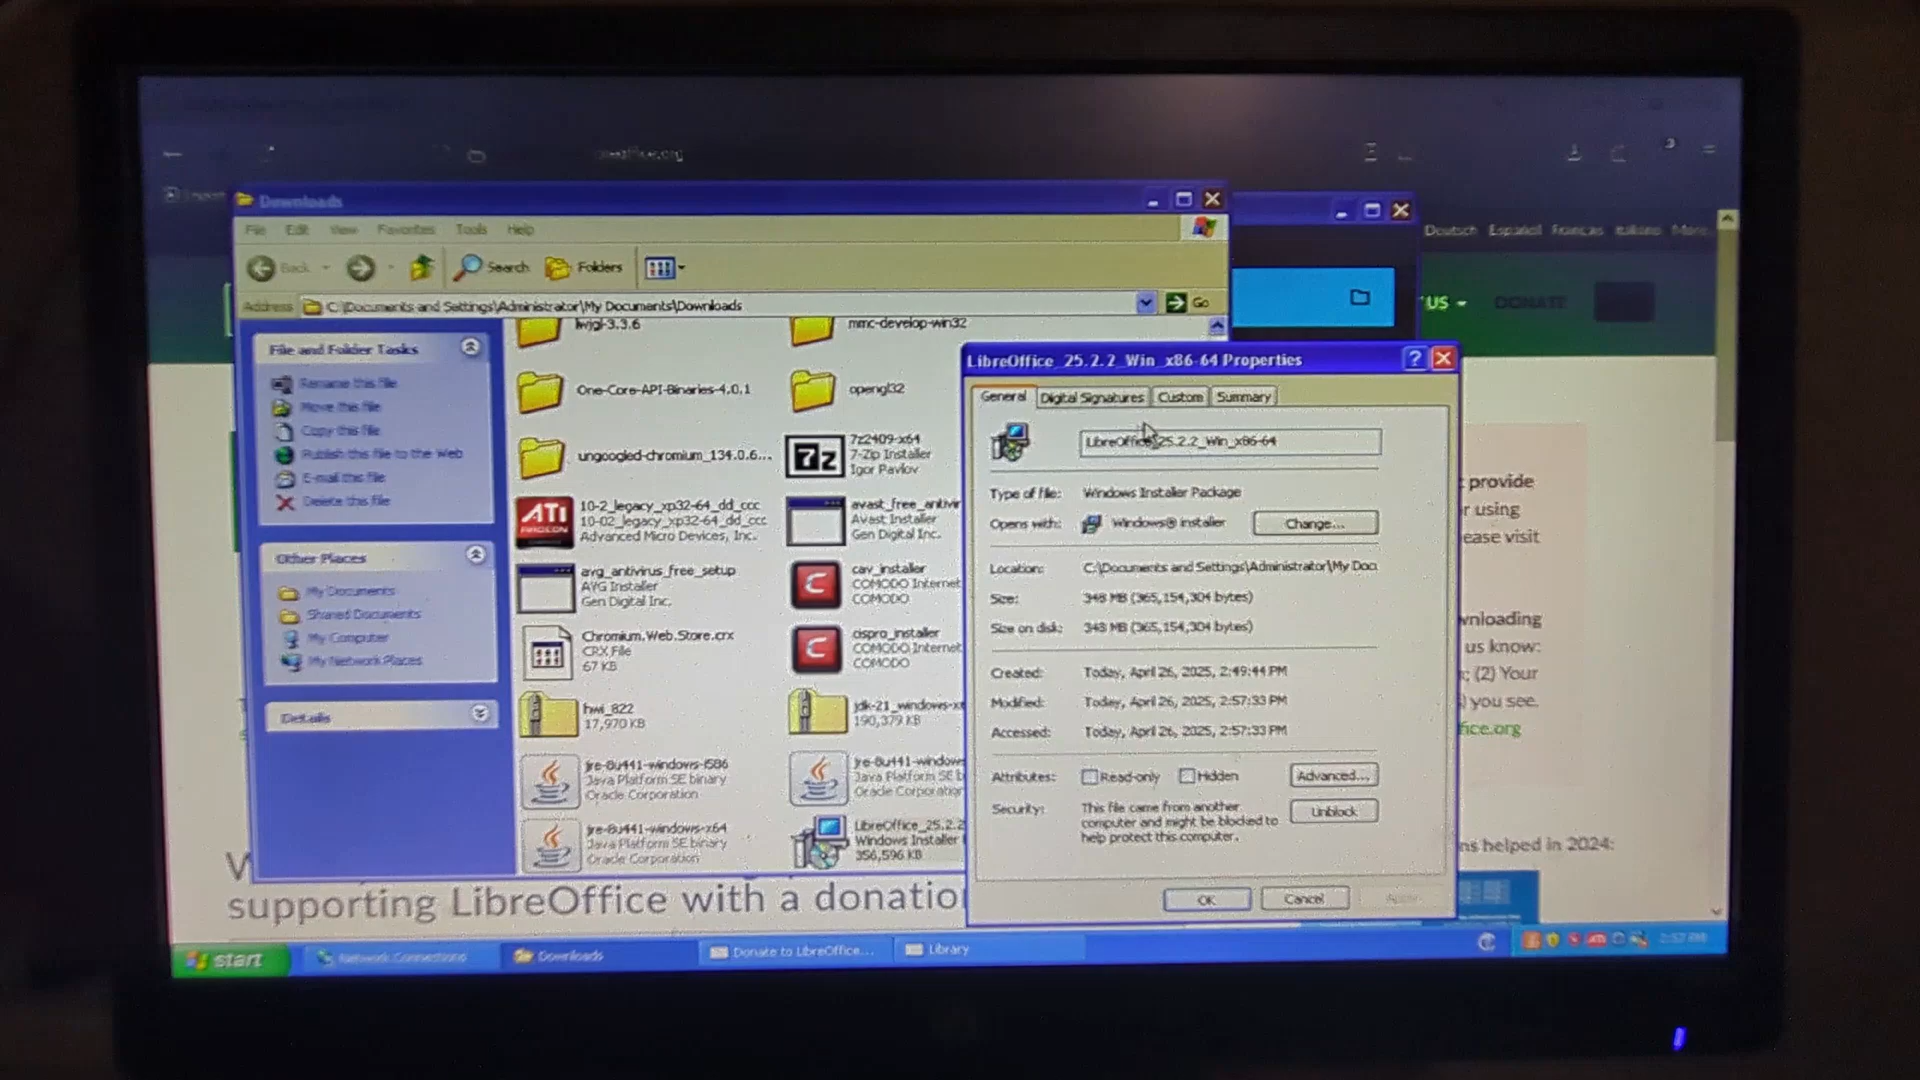 Downloads
File Edit View Favorites Tools Help
Back Search Folders
Address C:\Documents and Settings\Administrator\My Documents\Downloads Go
Deutsch Español Français Italiano More
US DONATE
File and Folder Tasks
Rename this file
Move this file
Copy this file
Publish this file to the Web
E-mail this file
Delete this file
Other Places
My Documents
Shared Documents
My Computer
My Network Places
Details
lwjgl-3.3.6
mmc-develop-win32
One-Core-API-Binaries-4.0.1
opengl32
ungoogled-chromium_134.0.6...
7z
7z2409-x64
7-Zip Installer
Igor Pavlov
ATI
RADEON
10-2_legacy_xp32-64_dd_ccc
10-02_legacy_xp32-64_dd_ccc
Advanced Micro Devices, Inc.
avast_free_antivir
Avast Installer
Gen Digital Inc.
avg_antivirus_free_setup
AVG Installer
Gen Digital Inc.
cav_installer
COMODO Internet
COMODO
Chromium.Web.Store.crx
CRX File
67 KB
cispro_installer
COMODO Internet
COMODO
hwi_822
17,970 KB
jdk-21_windows-x
190,379 KB
jre-8u441-windows-i586
Java Platform SE binary
Oracle Corporation
jre-8u441-window
Java Platform SE b
Oracle Corporation
jre-8u441-windows-x64
Java Platform SE binary
Oracle Corporation
LibreOffice_25.2.2
Windows Installer
356,596 KB
LibreOffice_25.2.2_Win_x86-64 Properties
General Digital Signatures Custom Summary
LibreOffice_25.2.2_Win_x86-64
Type of file: Windows Installer Package
Opens with: Windows® installer Change...
Location: C:\Documents and Settings\Administrator\My Doc
Size: 348 MB (365,154,304 bytes)
Size on disk: 348 MB (365,154,304 bytes)
Created: Today, April 26, 2025, 2:49:44 PM
Modified: Today, April 26, 2025, 2:57:33 PM
Accessed: Today, April 26, 2025, 2:57:33 PM
Attributes: Read-only Hidden Advanced...
Security: This file came from another
computer and might be blocked to
help protect this computer.
Unblock
OK Cancel Apply
provide
r using
ease visit
wnloading
us know:
; (2) Your
you see.
fice.org
ns helped in 2024:
W
supporting LibreOffice with a donatio
start Network Connections Downloads Donate to LibreOffice... Library 2:57 PM